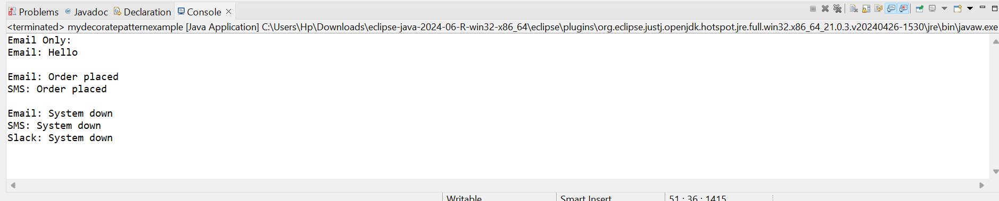 Problems @ Javadoc Declaration Console
<terminated> mydecoratepatternexample [Java Application] C:\Users\Hp\Downloads\eclipse-java-2024-06-R-win32-x86_64\eclipse\plugins\org.eclipse.justj.openjdk.hotspot.jre.full.win32.x86_64_21.0.3.v20240426-1530\jre\bin\javaw.exe
Email Only:
Email: Hello
Email: Order placed
SMS: Order placed
Email: System down
SMS: System down
Slack: System down
Writable Smart Insert 51 : 36 : 1415